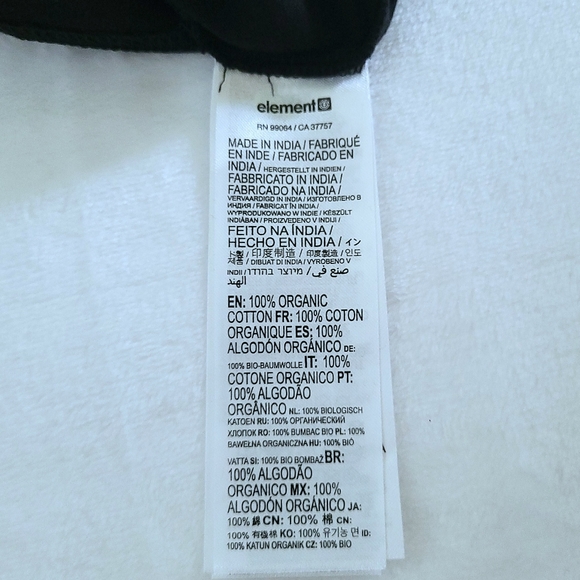 element
RN 99064 / CA 37757
MADE IN INDIA / FABRIQUÉ
EN INDE / FABRICADO EN
INDIA / HERGESTELLT IN INDIEN /
FABBRICATO IN INDIA /
FABRICADO NA INDIA /
VERVAARDIGD IN INDIA / ИЗГОТОВЛЕНО В
ИНДИЯ / FABRICAT ÎN INDIA /
WYPRODUKOWANO W INDIE / KÉSZÜLT
INDIÁBAN / PROIZVEDENO V INDIJI /
FEITO NA ÍNDIA /
HECHO EN INDIA / イン
ド製 / 印度制造 / 印度製造 / 인도
제품 / DIBUAT DI INDIA / VYROBENO V
INDII / מיוצר בהודו / صنع في
الهند
EN: 100% ORGANIC
COTTON FR: 100% COTON
ORGANIQUE ES: 100%
ALGODÓN ORGÁNICO DE:
100% BIO-BAUMWOLLE IT: 100%
COTONE ORGANICO PT:
100% ALGODÃO
ORGÂNICO NL: 100% BIOLOGISCH
KATOEN RU: 100% ОРГАНИЧЕСКИЙ
ХЛОПОК RO: 100% BUMBAC BIO PL: 100%
BAWEŁNA ORGANICZNA HU: 100% BIÓ
VATTA SI: 100% BIO BOMBAŽ BR:
100% ALGODÃO
ORGANICO MX: 100%
ALGODÓN ORGÁNICO JA:
100% 綿 CN: 100% 棉 CN:
100% 有機棉 KO: 100% 유기농 면 ID:
100% KATUN ORGANIK CZ: 100% BIO